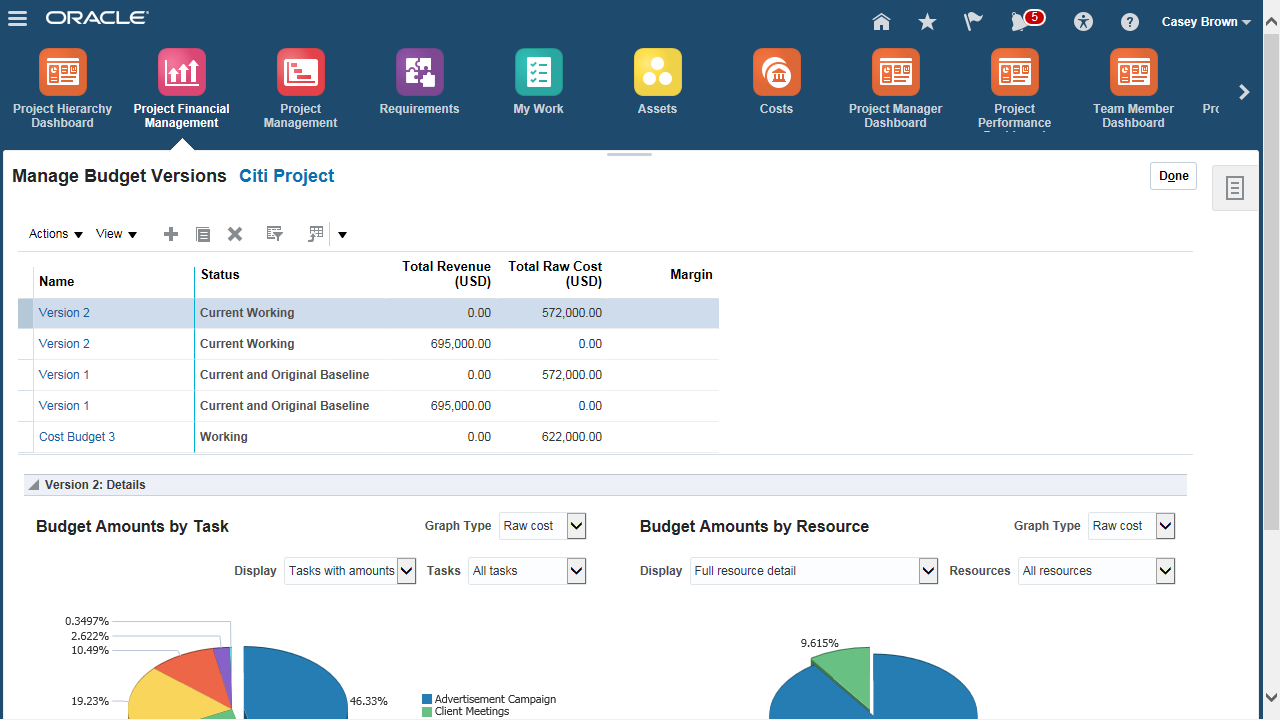 ORACLE
5
Casey Brown
Project Hierarchy
Dashboard
Project Financial
Management
Project
Management
Requirements
My Work
Assets
Costs
Project Manager
Dashboard
Project
Performance
Team Member
Dashboard
Manage Budget Versions Citi Project
Done
Actions View
Name Status Total Revenue (USD) Total Raw Cost (USD) Margin
Version 2 Current Working 0.00 572,000.00
Version 2 Current Working 695,000.00 0.00
Version 1 Current and Original Baseline 0.00 572,000.00
Version 1 Current and Original Baseline 695,000.00 0.00
Cost Budget 3 Working 0.00 622,000.00
Version 2: Details
Budget Amounts by Task Graph Type Raw cost
Display Tasks with amounts Tasks All tasks
0.3497%
2.622%
10.49%
19.23%
46.33%
Advertisement Campaign
Client Meetings
Budget Amounts by Resource Graph Type Raw cost
Display Full resource detail Resources All resources
9.615%